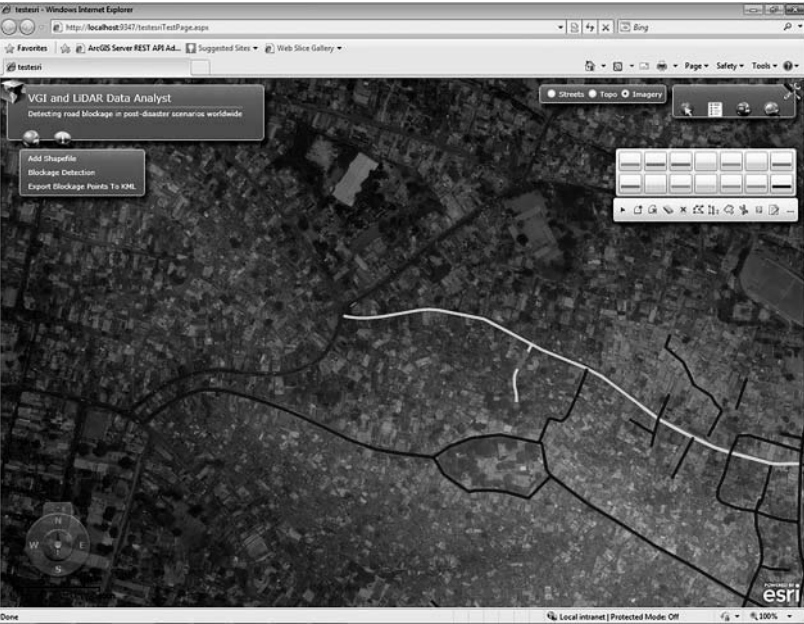 testesri - Windows Internet Explorer
http://localhost:9347/testesriTestPage.aspx
Bing
Favorites
ArcGIS Server REST API Ad...
Suggested Sites
Web Slice Gallery
testesri
Page
Safety
Tools
VGI and LiDAR Data Analyst
Detecting road blockage in post-disaster scenarios worldwide
Streets Topo Imagery
Add Shapefile
Blockage Detection
Export Blockage Points To KML
N
W E
S
POWERED BY
esri
Done
Local intranet | Protected Mode: Off
100%